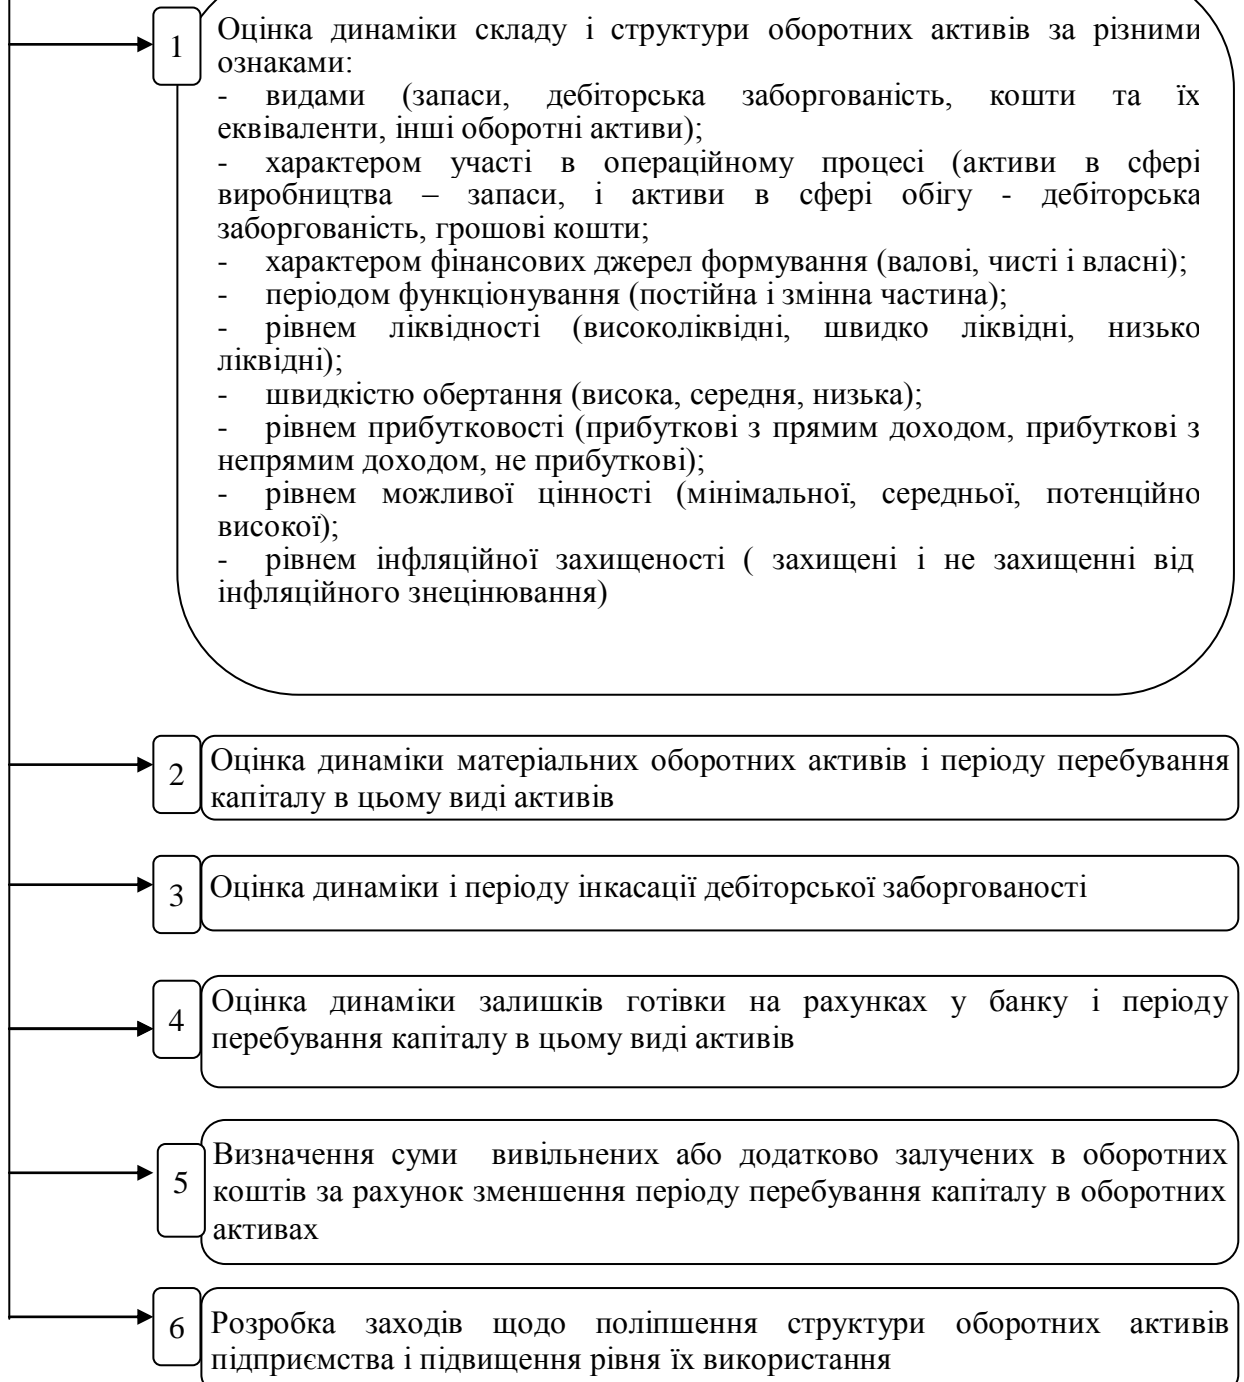 1
Оцінка динаміки складу і структури оборотних активів за різними
ознаками:
- видами (запаси, дебіторська заборгованість, кошти та їх
еквіваленти, інші оборотні активи);
- характером участі в операційному процесі (активи в сфері
виробництва – запаси, і активи в сфері обігу - дебіторська
заборгованість, грошові кошти;
- характером фінансових джерел формування (валові, чисті і власні);
- періодом функціонування (постійна і змінна частина);
- рівнем ліквідності (високоліквідні, швидко ліквідні, низько
ліквідні);
- швидкістю обертання (висока, середня, низька);
- рівнем прибутковості (прибуткові з прямим доходом, прибуткові з
непрямим доходом, не прибуткові);
- рівнем можливої цінності (мінімальної, середньої, потенційно
високої);
- рівнем інфляційної захищеності ( захищені і не захищенні від
інфляційного знецінювання)
2
Оцінка динаміки матеріальних оборотних активів і періоду перебування
капіталу в цьому виді активів
3
Оцінка динаміки і періоду інкасації дебіторської заборгованості
4
Оцінка динаміки залишків готівки на рахунках у банку і періоду
перебування капіталу в цьому виді активів
5
Визначення суми вивільнених або додатково залучених в оборотних
коштів за рахунок зменшення періоду перебування капіталу в оборотних
активах
6
Розробка заходів щодо поліпшення структури оборотних активів
підприємства і підвищення рівня їх використання